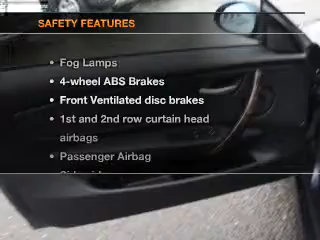 SAFETY FEATURES
• Fog Lamps
• 4-wheel ABS Brakes
• Front Ventilated disc brakes
• 1st and 2nd row curtain head
airbags
• Passenger Airbag